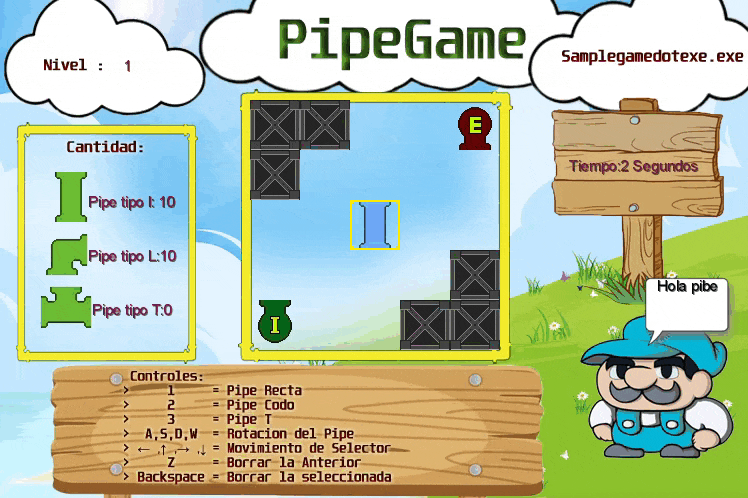 PipeGame
Nivel : 1
Samplegamedotexe.exe
Cantidad:
Pipe tipo I: 10
Pipe tipo L:10
Pipe tipo T:0
E
I
Tiempo:2 Segundos
Hola pibe
Controles:
> 1 = Pipe Recta
> 2 = Pipe Codo
> 3 = Pipe T
> A,S,D,W = Rotacion del Pipe
> ← ,↑ ,→ ,↓ = Movimiento de Selector
> Z = Borrar la Anterior
> Backspace = Borrar la seleccionada